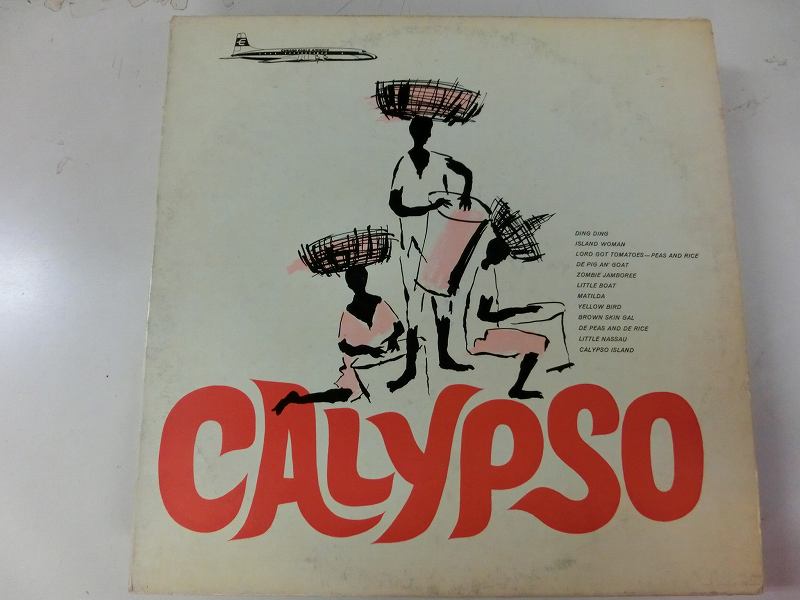 DING DING
ISLAND WOMAN
LORD GOT TOMATOES—PEAS AND RICE
DE PIG AN' GOAT
ZOMBIE JAMBOREE
LITTLE BOAT
MATILDA
YELLOW BIRD
BROWN SKIN GAL
DE PEAS AND DE RICE
LITTLE NASSAU
CALYPSO ISLAND
CALYPSO